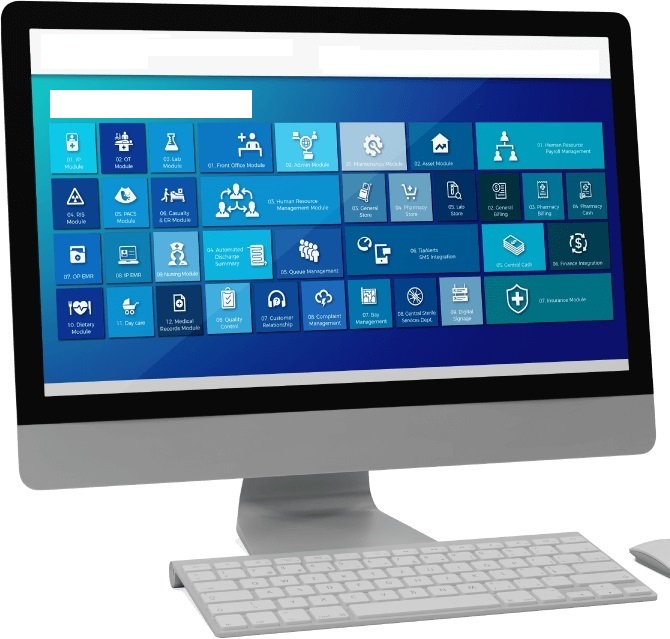 01. IP
Module
02. OT
Module
03. Lab
Module
01. Front Office Module
02. Admin Module
01. Maintenance Module
02. Asset Module
01. Human Resource
Payroll Management
04. RIS
Module
05. PACS
Module
06. Casualty
& ER Module
03. Human Resource
Management Module
03. General
Store
04. Pharmacy
Store
05. Lab
Store
02. General
Billing
03. Pharmacy
Billing
04. Pharmacy
Cash
07. OP EMR
08. IP EMR
09. Nursing Module
04. Automated
Discharge
Summary
05. Queue Management
SMS Integration
05. Central Cash
06. Finance Integration
10. Dietary
Module
11. Day care
12. Medical
Records Module
06. Quality
Control
07. Customer
Relationship
08. Complaint
Management
07. Bay
Management
08. Central Sterile
Services Dept.
09. Digital
Signage
07. Insurance Module